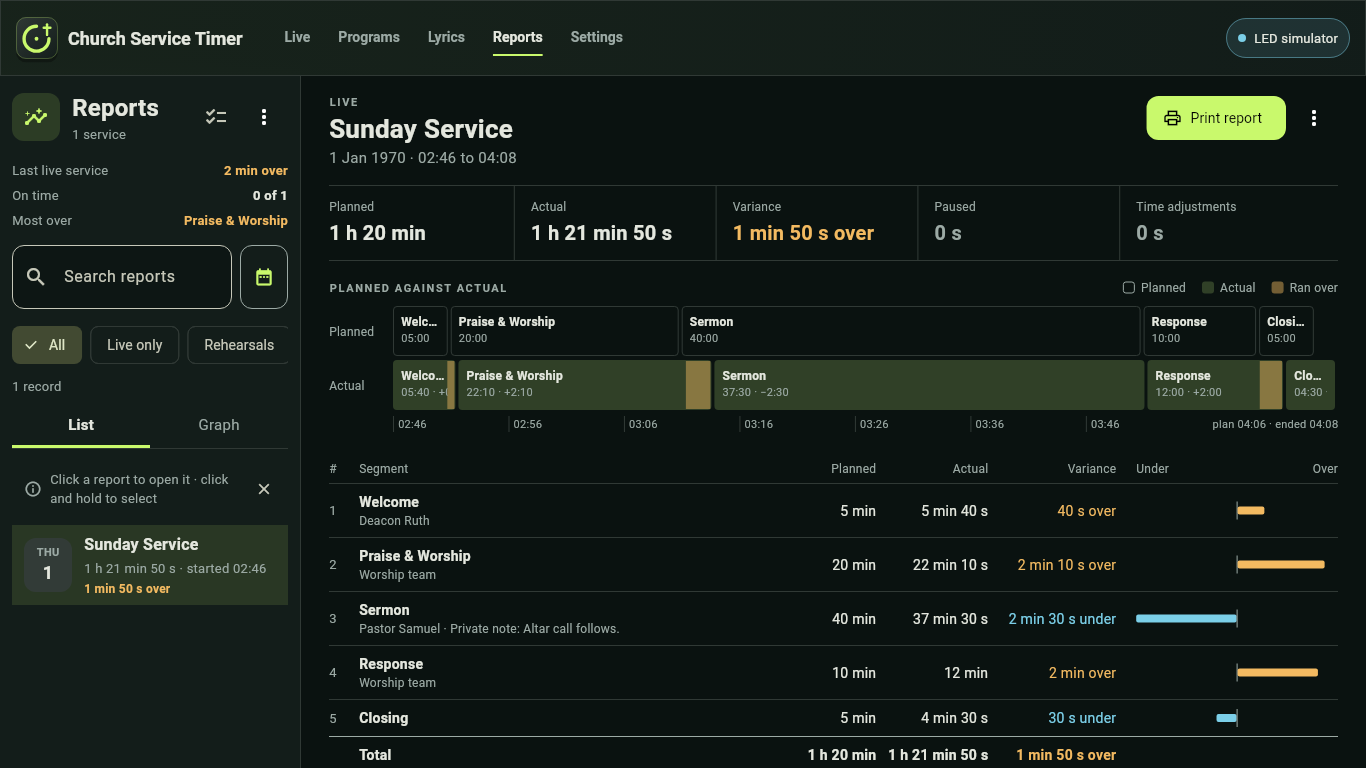 Church Service Timer
Live
Programs
Lyrics
Reports
Settings
LED simulator
Reports
1 service
Last live service
2 min over
On time
0 of 1
Most over
Praise & Worship
Search reports
All
Live only
Rehearsals
1 record
List
Graph
Click a report to open it · click
and hold to select
THU
1
Sunday Service
1 h 21 min 50 s · started 02:46
1 min 50 s over
LIVE
Sunday Service
1 Jan 1970 · 02:46 to 04:08
Print report
Planned
1 h 20 min
Actual
1 h 21 min 50 s
Variance
1 min 50 s over
Paused
0 s
Time adjustments
0 s
PLANNED AGAINST ACTUAL
Planned
Actual
Ran over
Planned
Welc…
05:00
Praise & Worship
20:00
Sermon
40:00
Response
10:00
Closi…
05:00
Actual
Welco…
05:40 · +0
Praise & Worship
22:10 · +2:10
Sermon
37:30 · −2:30
Response
12:00 · +2:00
Clo…
04:30 ·
02:46
02:56
03:06
03:16
03:26
03:36
03:46
plan 04:06 · ended 04:08
# Segment Planned Actual Variance Under Over
1 Welcome 5 min 5 min 40 s 40 s over
Deacon Ruth
2 Praise & Worship 20 min 22 min 10 s 2 min 10 s over
Worship team
3 Sermon 40 min 37 min 30 s 2 min 30 s under
Pastor Samuel · Private note: Altar call follows.
4 Response 10 min 12 min 2 min over
Worship team
5 Closing 5 min 4 min 30 s 30 s under
Total 1 h 20 min 1 h 21 min 50 s 1 min 50 s over